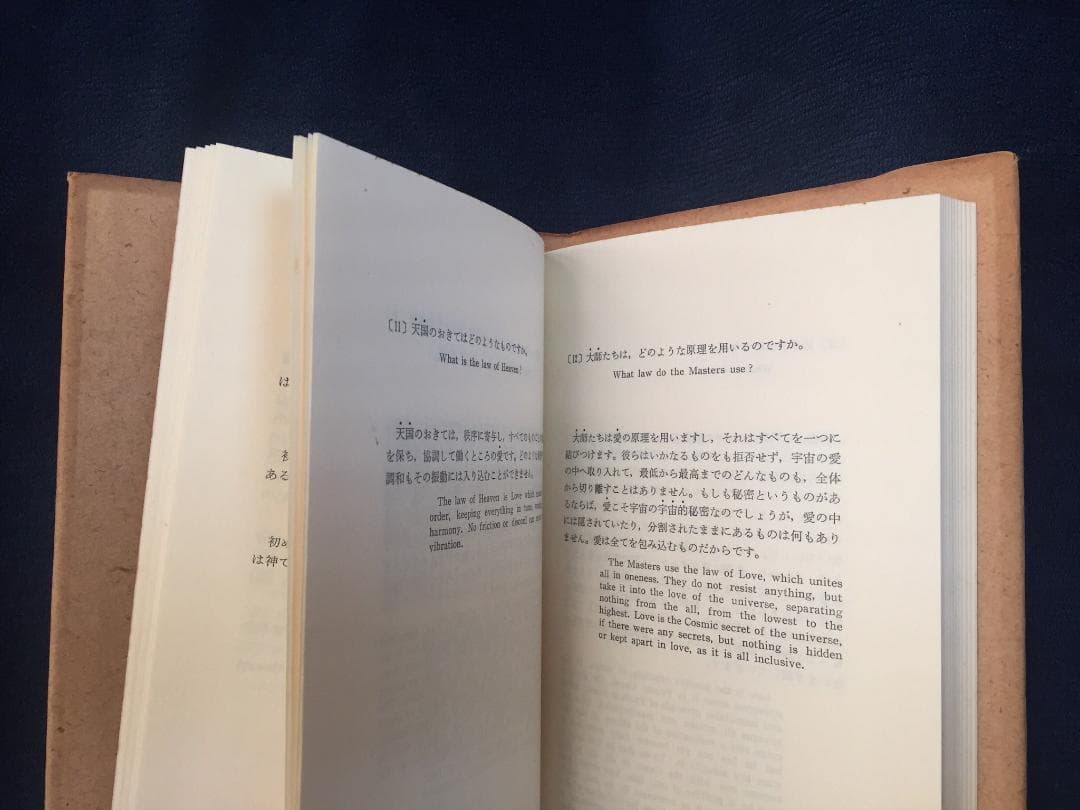 は
初
ある
初め
は神て
〔11〕天国のおきてはどのようなものですか。
What is the law of Heaven?
天国のおきては，秩序に寄与し，すべてのものご
を保ち，協調して働くところの愛です。どのような
調和もその振動には入り込むことができません。
The law of Heaven is Love which
order, keeping everything in tune,
harmony. No friction or discord can
vibration.
〔12〕大師たちは，どのような原理を用いるのですか。
What law do the Masters use?
大師たちは愛の原理を用いますし，それはすべてを一つに
結びつけます。彼らはいかなるものをも拒否せず，宇宙の愛
の中へ取り入れて，最低から最高までのどんなものも，全体
から切り離すことはありません。もしも秘密というものがあ
るならば，愛こそ宇宙の宇宙的秘密なのでしょうが，愛の中
には隠されていたり，分割されたままにあるものは何もあり
ません。愛は全てを包み込むものだからです。
The Masters use the law of Love, which unites
all in oneness. They do not resist anything, but
take it into the love of the universe, separating
nothing from the all, from the lowest to the
highest. Love is the Cosmic secret of the universe,
if there were any secrets, but nothing is hidden
or kept apart in love, as it is all inclusive.